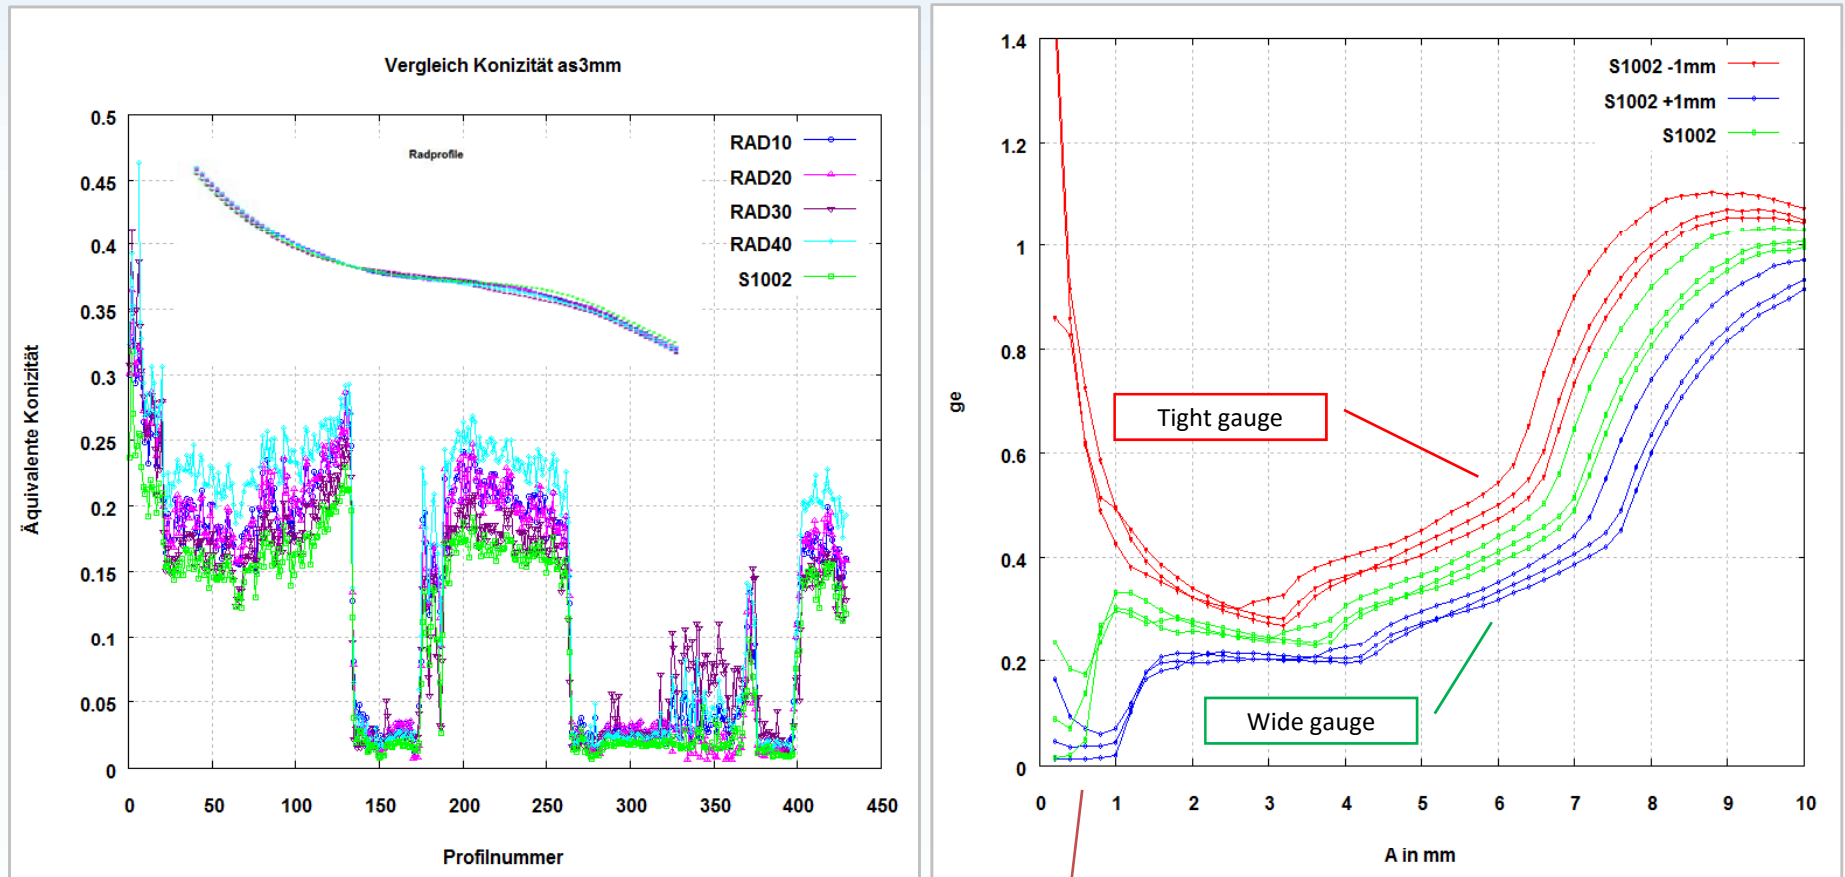 Vergleich Konizität as3mm
Äquivalente Konizität
0.5
0.45
0.4
0.35
0.3
0.25
0.2
0.15
0.1
0.05
0
Radprofile
RAD10
RAD20
RAD30
RAD40
S1002
0 50 100 150 200 250 300 350 400 450
Profilnummer
ge
1.4
1.2
1
0.8
0.6
0.4
0.2
0
S1002 -1mm
S1002 +1mm
S1002
Tight gauge
Wide gauge
0 1 2 3 4 5 6 7 8 9 10
A in mm